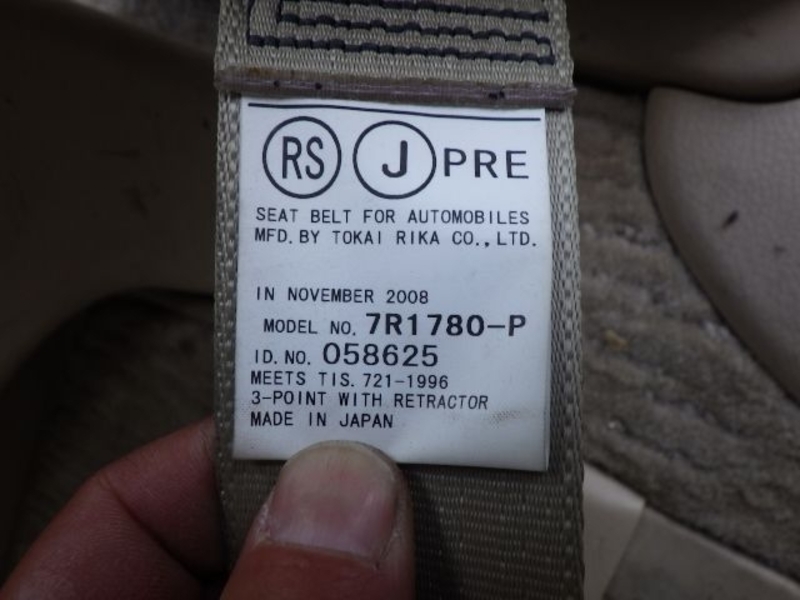 RS J PRE
SEAT BELT FOR AUTOMOBILES
MFD. BY TOKAI RIKA CO., LTD.
IN NOVEMBER 2008
MODEL NO. 7R1780-P
ID. NO. 058625
MEETS TIS. 721-1996
3-POINT WITH RETRACTOR
MADE IN JAPAN